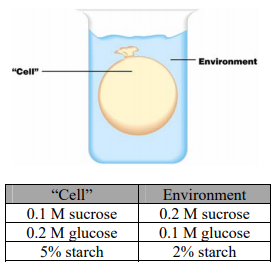 "Cell"
Environment
"Cell" Environment
0.1 M sucrose 0.2 M sucrose
0.2 M glucose 0.1 M glucose
5% starch 2% starch